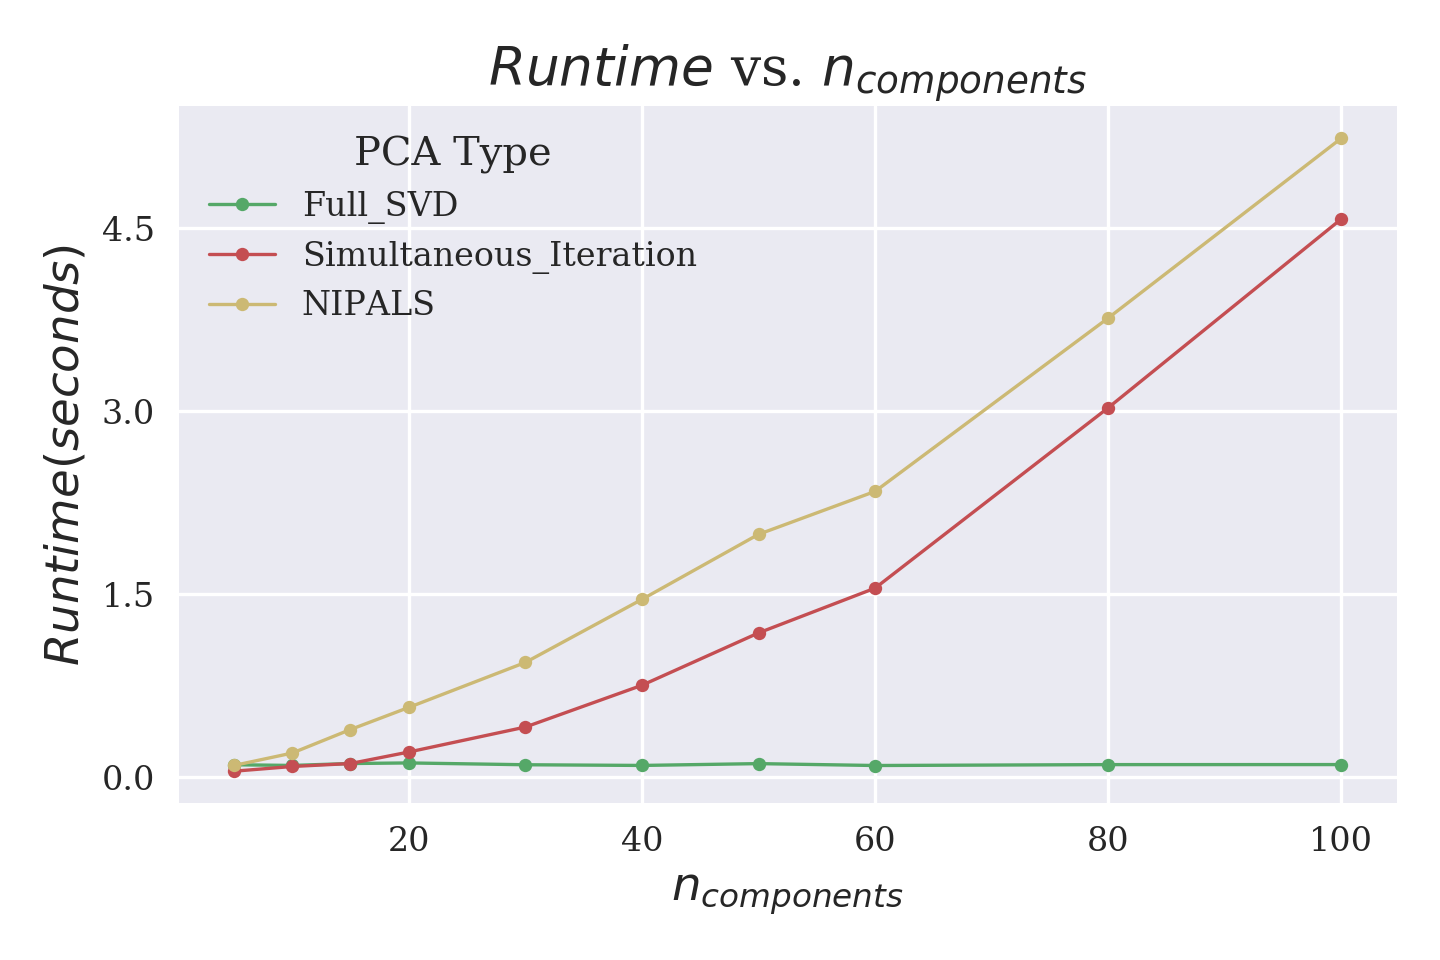 Runtime vs. n_components
PCA Type
Full_SVD
Simultaneous_Iteration
NIPALS
Runtime(seconds)
4.5
3.0
1.5
0.0
20 40 60 80 100
n_components